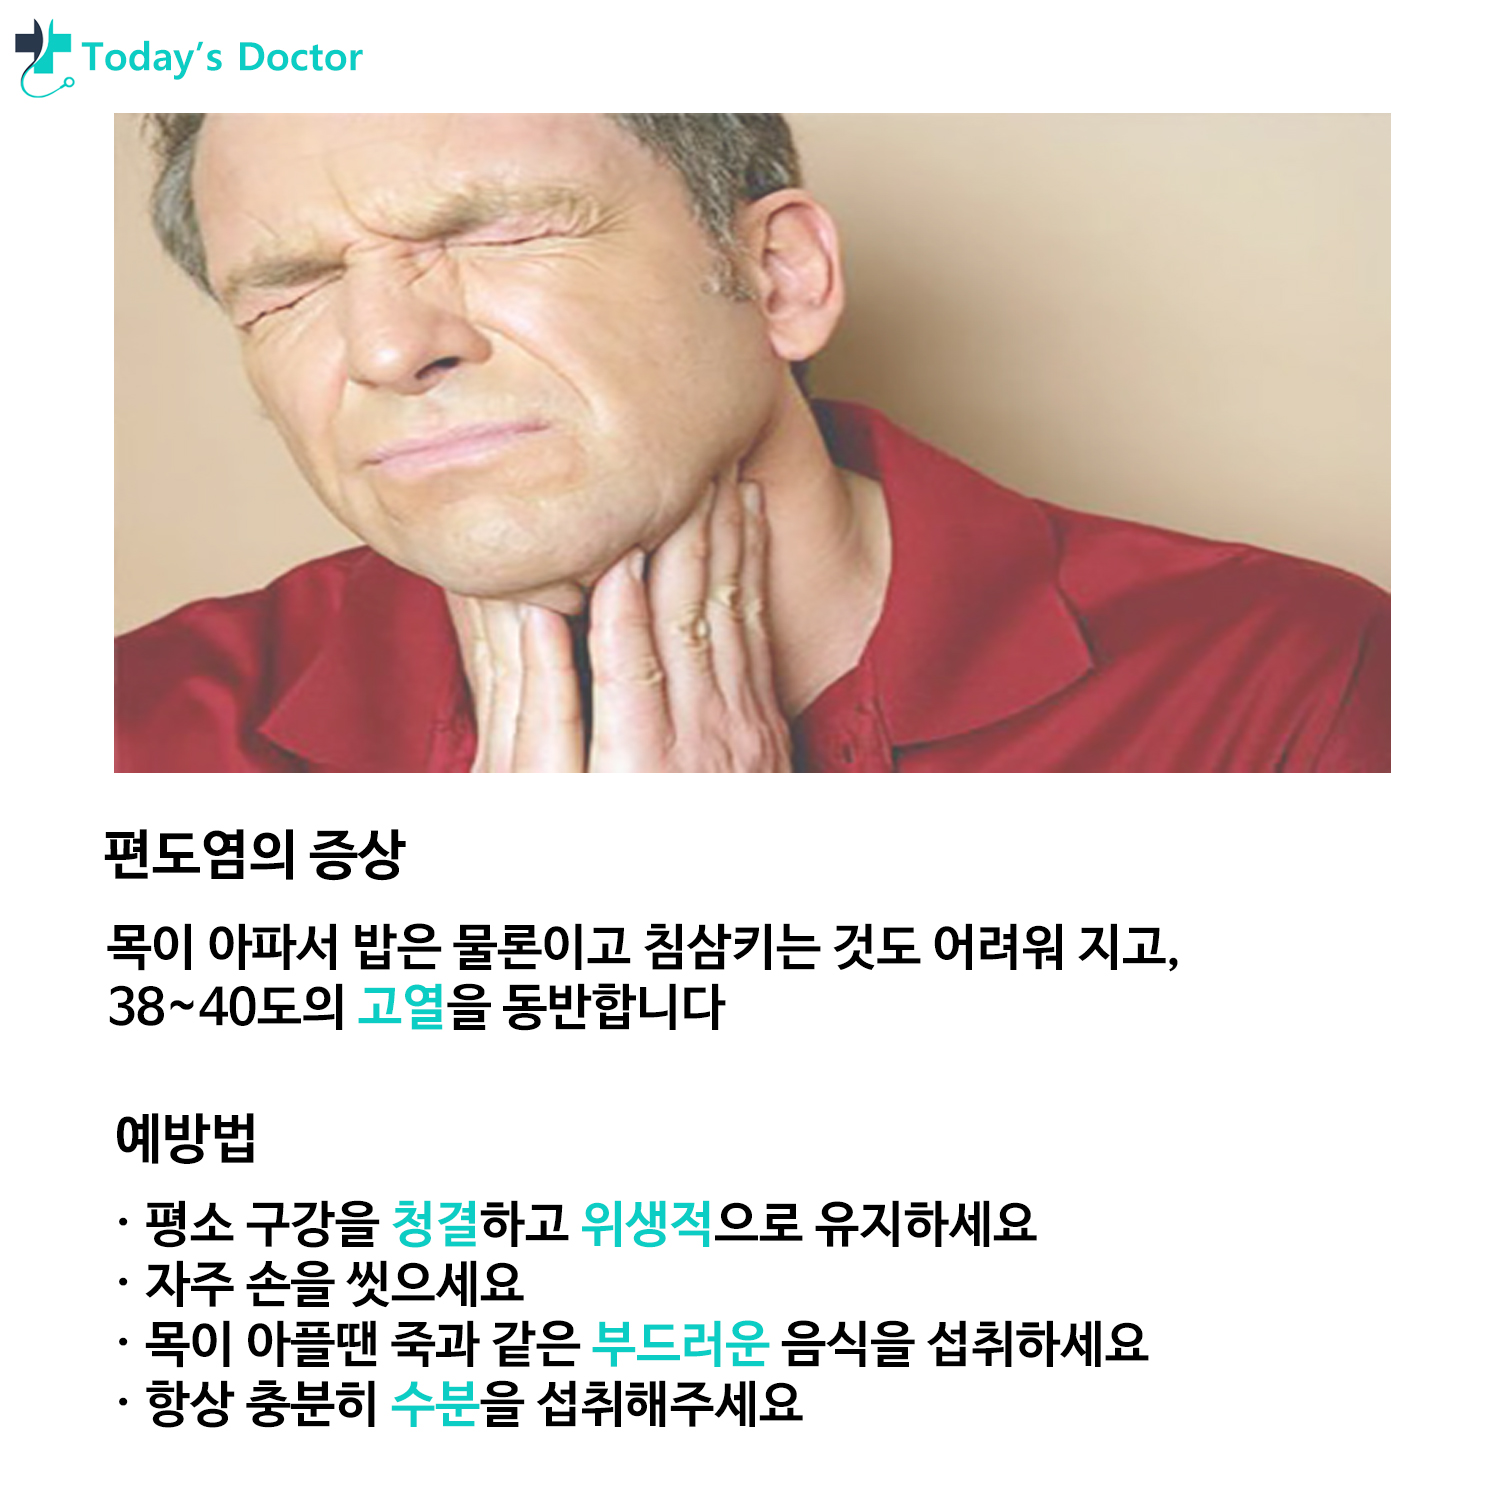 Today's Doctor
편도염의 증상
목이 아파서 밥은 물론이고 침삼키는 것도 어려워 지고,
38~40도의 고열을 동반합니다
예방법
· 평소 구강을 청결하고 위생적으로 유지하세요
· 자주 손을 씻으세요
· 목이 아플땐 죽과 같은 부드러운 음식을 섭취하세요
· 항상 충분히 수분을 섭취해주세요